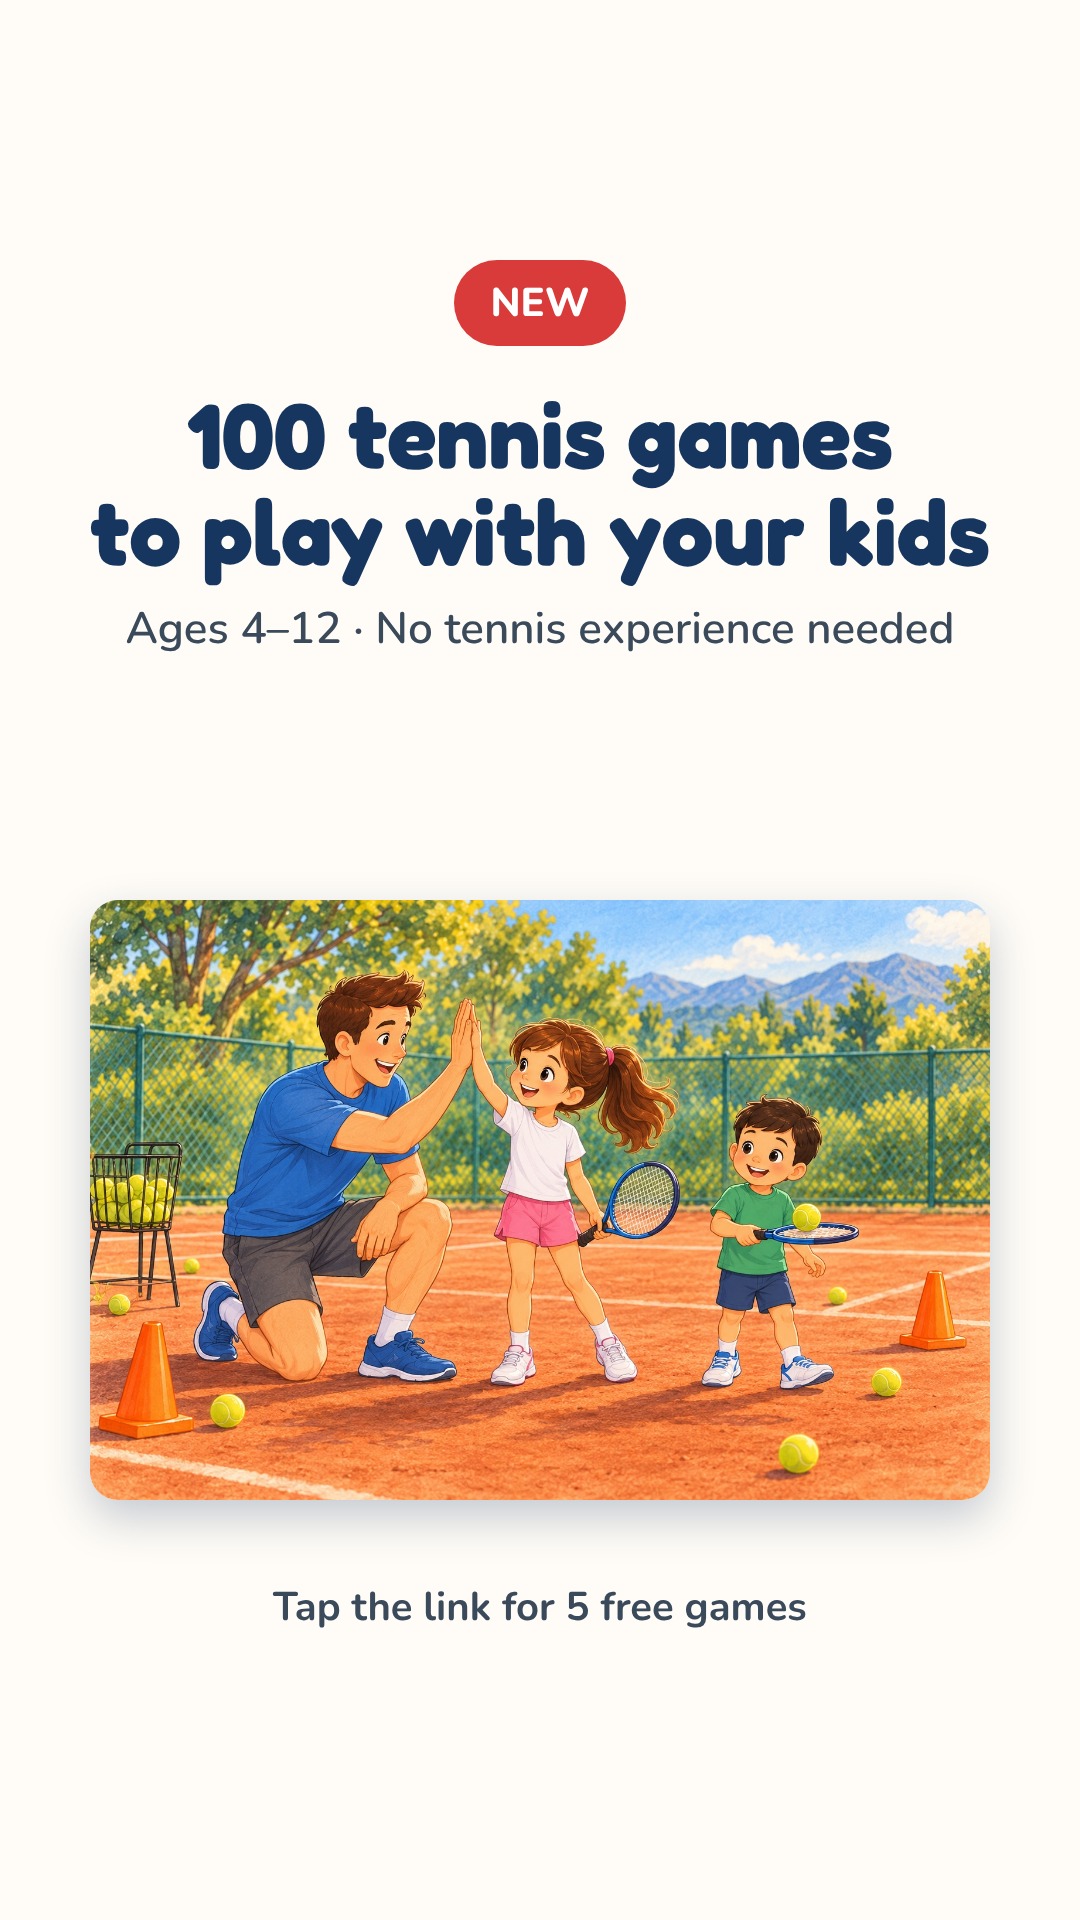 NEW
100 tennis games
to play with your kids
Ages 4–12 · No tennis experience needed
Tap the link for 5 free games